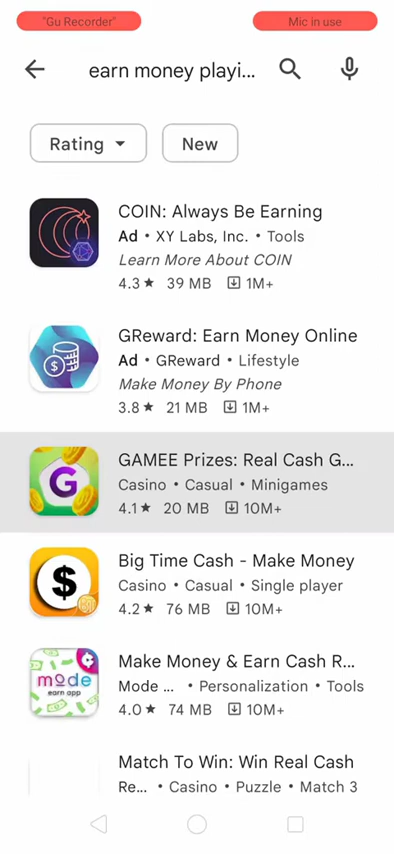 "Gu Recorder"
Mic in use
earn money playi...
Rating
New
COIN: Always Be Earning
Ad • XY Labs, Inc. • Tools
Learn More About COIN
4.3★ 39 MB 1M+
GReward: Earn Money Online
Ad • GReward • Lifestyle
Make Money By Phone
3.8★ 21 MB 1M+
G
GAMEE Prizes: Real Cash G...
Casino • Casual • Minigames
4.1★ 20 MB 10M+
$
Big Time Cash - Make Money
Casino • Casual • Single player
4.2★ 76 MB 10M+
mode
earn app
Make Money & Earn Cash R...
Mode ... • Personalization • Tools
4.0★ 74 MB 10M+
Match To Win: Win Real Cash
Re... • Casino • Puzzle • Match 3